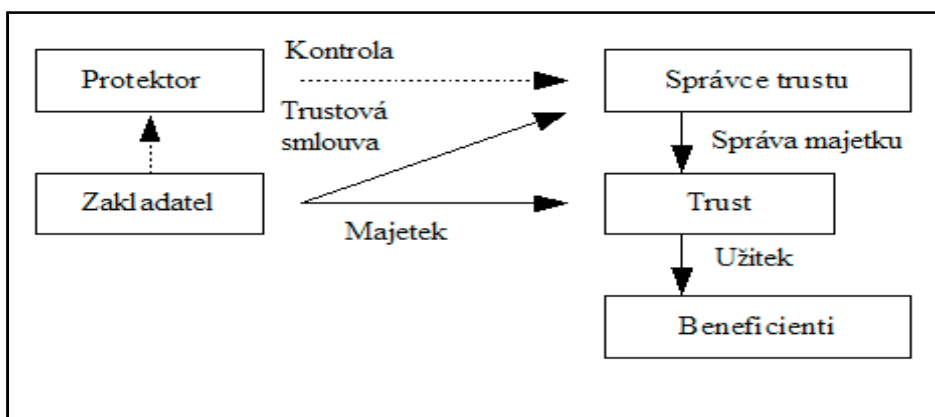 Protektor
Kontrola
Správce trustu
Trustová
smlouva
Správa majetku
Zakladatel
Majetek
Trust
Užitek
Beneficienti